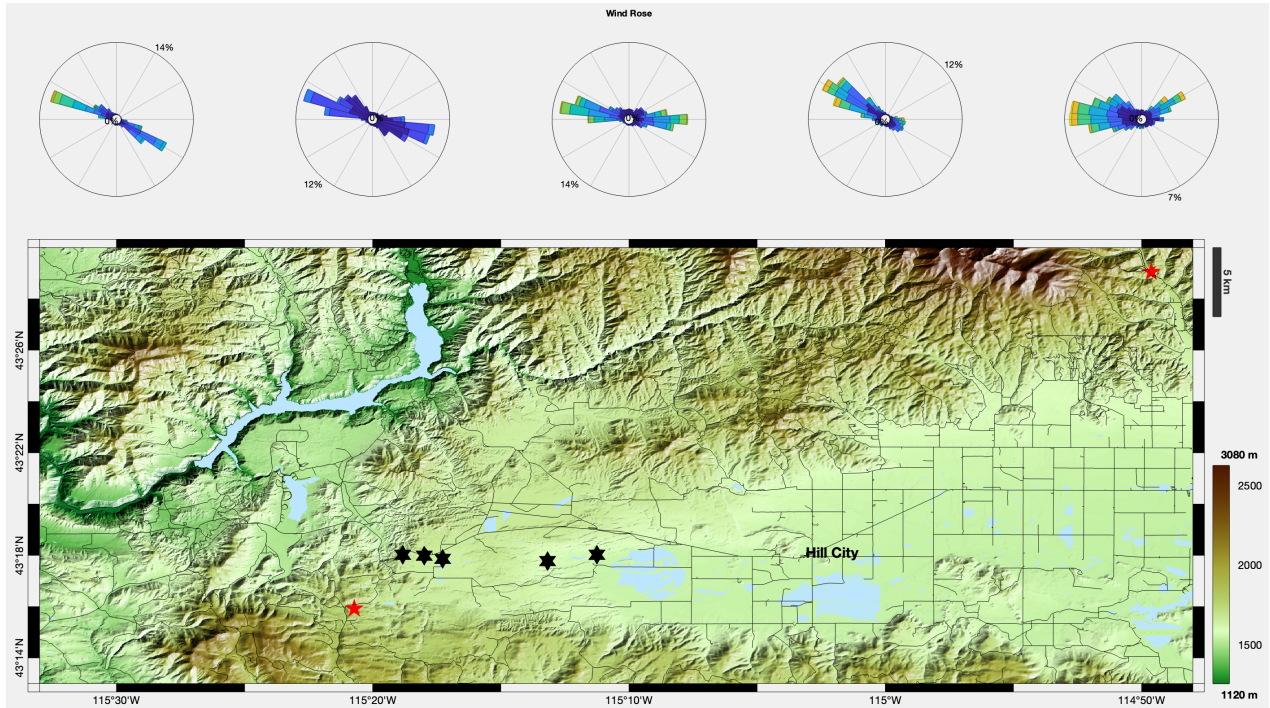 Wind Rose
14%
0%
12%
0%
14%
0%
12%
0%
7%
0%
5 km
43°26'N
43°22'N
43°18'N
43°14'N
Hill City
3080 m
2500
2000
1500
1120 m
115°30'W
115°20'W
115°10'W
115°W
114°50'W